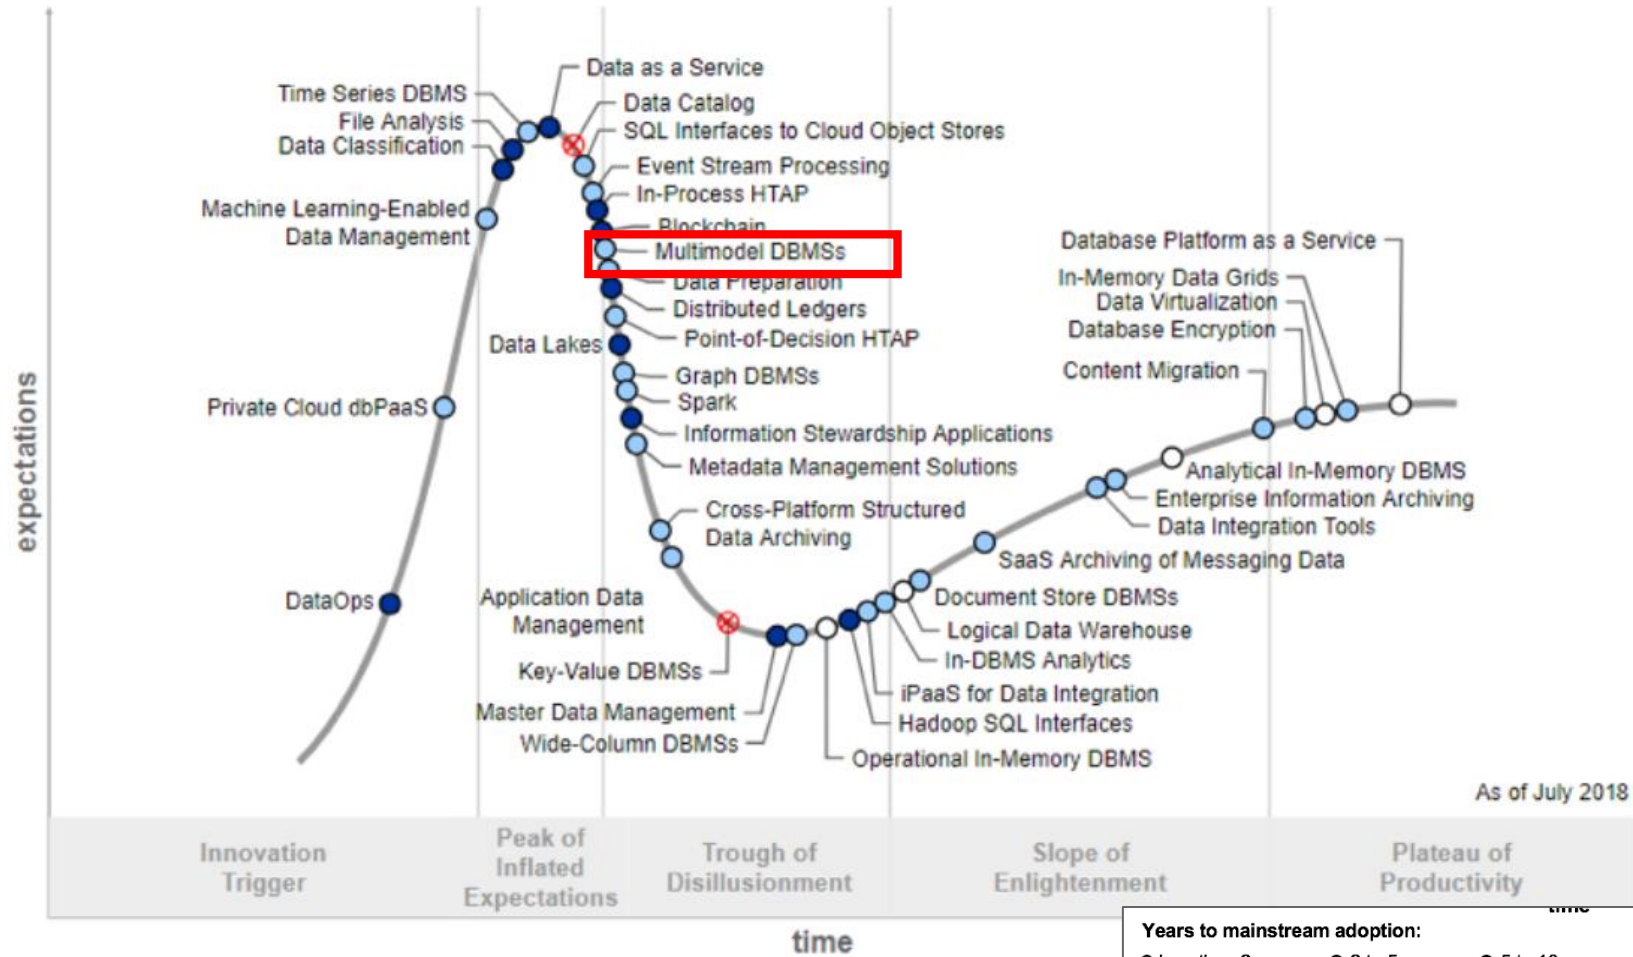 Data as a Service
Time Series DBMS
Data Catalog
File Analysis
SQL Interfaces to Cloud Object Stores
Data Classification
Event Stream Processing
In-Process HTAP
Machine Learning-Enabled
Data Management
Blockchain
Multimodel DBMSs
Data Preparation
Distributed Ledgers
Point-of-Decision HTAP
Data Lakes
Graph DBMSs
Spark
Private Cloud dbPaaS
Information Stewardship Applications
Metadata Management Solutions
Cross-Platform Structured
Data Archiving
DataOps
Application Data
Management
Key-Value DBMSs
Master Data Management
Wide-Column DBMSs
Database Platform as a Service
In-Memory Data Grids
Data Virtualization
Database Encryption
Content Migration
Analytical In-Memory DBMS
Enterprise Information Archiving
Data Integration Tools
SaaS Archiving of Messaging Data
Document Store DBMSs
Logical Data Warehouse
In-DBMS Analytics
iPaaS for Data Integration
Hadoop SQL Interfaces
Operational In-Memory DBMS
expectations
As of July 2018
Innovation
Trigger
Peak of
Inflated
Expectations
Trough of
Disillusionment
Slope of
Enlightenment
Plateau of
Productivity
time
time
Years to mainstream adoption: